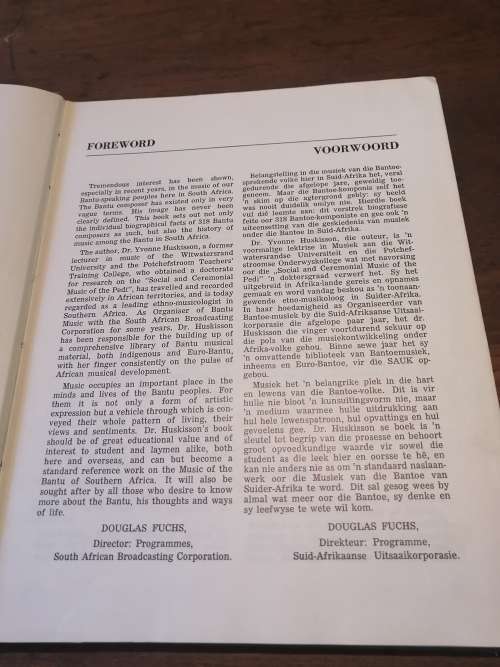 FOREWORD
Tremendous interest has been shown,
especially in recent years, in the music of our
Bantu-speaking peoples here in South Africa.
The Bantu composer has existed only in very
vague terms. His image has never been
clearly defined. This book sets out not only
the individual biographical facts of 318 Bantu
composers as such, but also the history of
music among the Bantu in South Africa.
The author, Dr. Yvonne Huskisson, a former
lecturer in music of the Witwatersrand
University and the Potchefstroom Teachers'
Training College, who obtained a doctorate
for research on the "Social and Ceremonial
Music of the Pedi", has travelled and recorded
extensively in African territories, and is today
regarded as a leading ethno-musicologist in
Southern Africa. As Organiser of Bantu
Music with the South African Broadcasting
Corporation for some years, Dr. Huskisson
has been responsible for the building up of
a comprehensive library of Bantu musical
material, both indigenous and Euro-Bantu,
with her finger consistently on the pulse of
African musical development.
Music occupies an important place in the
minds and lives of the Bantu peoples. For
them it is not only a form of artistic
expression but a vehicle through which is con-
veyed their whole pattern of living, their
views and sentiments. Dr. Huskisson's book
should be of great educational value and of
interest to student and laymen alike, both
here and overseas, and can but become a
standard reference work on the Music of the
Bantu of Southern Africa. It will also be
sought after by all those who desire to know
more about the Bantu, his thoughts and ways
of life.
DOUGLAS FUCHS,
Director: Programmes,
South African Broadcasting Corporation.
VOORWOORD
Belangstelling in die musiek van die Bantoe-
sprekende volke hier in Suid-Afrika het, veral
gedurende die afgelope jare, geweldig toe-
geneem. Maar die Bantoe-komponis self het
'n skim op die agtergrond gebly: sy beeld
was nooit duidelik omlyn nie. Hierdie boek
vul dié leemte aan: dit verstrek biografiese
feite oor 318 Bantoe-komponiste en gee ook 'n
uiteensetting van die geskiedenis van musiek
onder die Bantoe in Suid-Afrika.
Dr. Yvonne Huskisson, die outeur, is 'n
voormalige lektrise in Musiek aan die Wit-
watersrandse Universiteit en die Potchef-
stroomse Onderwyskollege wat met navorsing
oor die „Social and Ceremonial Music of the
Pedi" 'n doktorsgraad verwerf het. Sy het
uitgebreid in Afrika-lande gereis en opnames
gemaak en word vandag beskou as 'n toonaan-
gewende etno-musikoloog in Suider-Afrika.
In haar hoedanigheid as Organiseerder van
Bantoe-musiek by die Suid-Afrikaanse Uitsaai-
korporasie die afgelope paar jaar, het dr.
Huskisson die vinger voortdurend sekuur op
die pols van die musiekontwikkeling onder
Afrika-volke gehou. Binne sewe jaar het sy
'n omvattende biblioteek van Bantoemusiek,
inheems en Euro-Bantoe, vir die SAUK op-
gebou.
Musiek het 'n belangrike plek in die hart
en lewens van die Bantoe-volke. Dit is vir
hulle nie bloot 'n kunsuitingsvorm nie, maar
'n medium waarmee hulle uitdrukking aan
hul hele lewenspatroon, hul opvattings en hul
gevoelens gee. Dr. Huskisson se boek is 'n
sleutel tot begrip van die prosesse en behoort
groot opvoedkundige waarde vir sowel die
student as die leek hier en oorsee te hê, en
kan nie anders nie as om 'n standaard naslaan-
werk oor die Musiek van die Bantoe van
Suider-Afrika te word. Dit sal gesog wees by
almal wat meer oor die Bantoe, sy denke en
sy leefwyse te wete wil kom.
DOUGLAS FUCHS,
Direkteur: Programme,
Suid-Afrikaanse Uitsaaikorporasie.